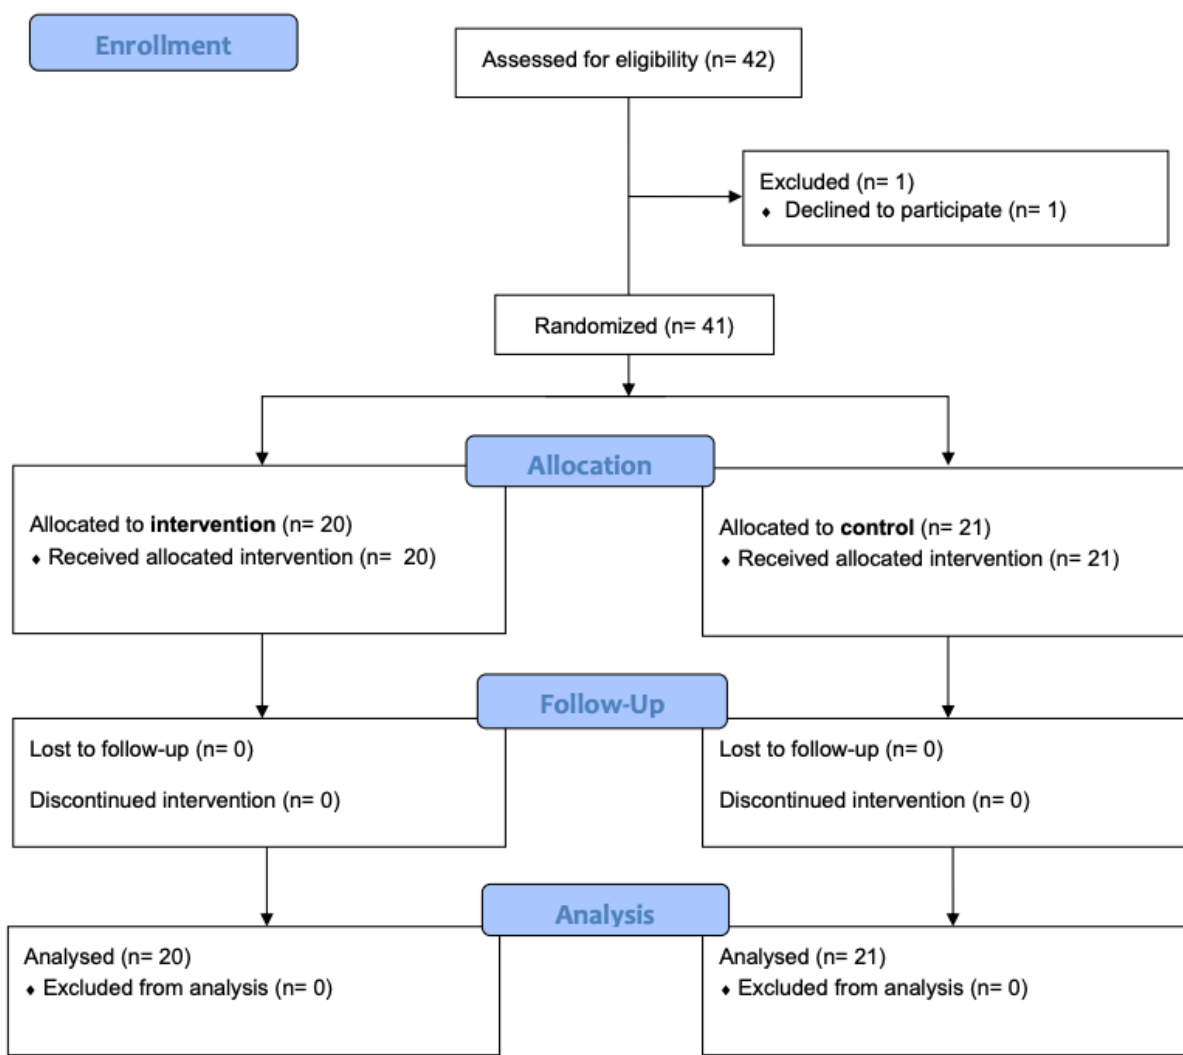 Enrollment
Assessed for eligibility (n= 42)
Excluded (n= 1)
♦ Declined to participate (n= 1)
Randomized (n= 41)
Allocation
Allocated to intervention (n= 20)
♦ Received allocated intervention (n=  20)
Allocated to control (n= 21)
♦ Received allocated intervention (n= 21)
Follow-Up
Lost to follow-up (n= 0)
Discontinued intervention (n= 0)
Lost to follow-up (n= 0)
Discontinued intervention (n= 0)
Analysis
Analysed (n= 20)
♦ Excluded from analysis (n= 0)
Analysed (n= 21)
♦ Excluded from analysis (n= 0)